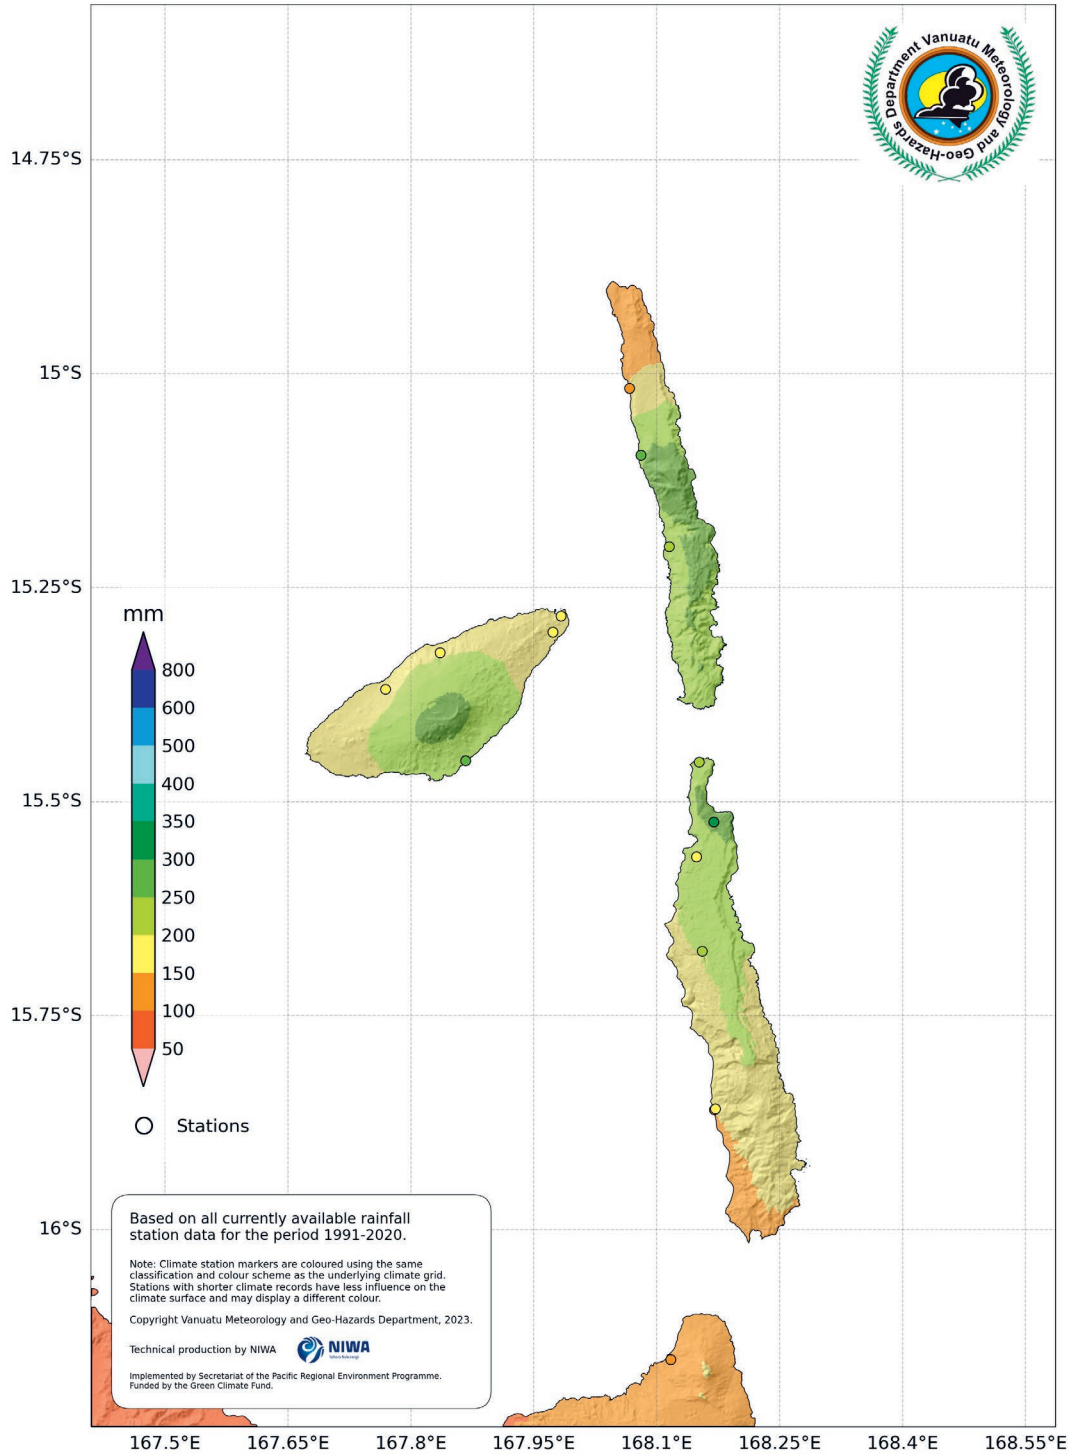 Vanuatu Meteorology and Geo-Hazards Department
14.75°S
15°S
15.25°S
mm
800
600
500
400
350
300
250
200
150
100
50
15.5°S
15.75°S
Stations
16°S
Based on all currently available rainfall
station data for the period 1991-2020.
Note: Climate station markers are coloured using the same
classification and colour scheme as the underlying climate grid.
Stations with shorter climate records have less influence on the
climate surface and may display a different colour.
Copyright Vanuatu Meteorology and Geo-Hazards Department, 2023.
Technical production by NIWA
NIWA
Implemented by Secretariat of the Pacific Regional Environment Programme.
Funded by the Green Climate Fund.
167.5°E 167.65°E 167.8°E 167.95°E 168.1°E 168.25°E 168.4°E 168.55°E